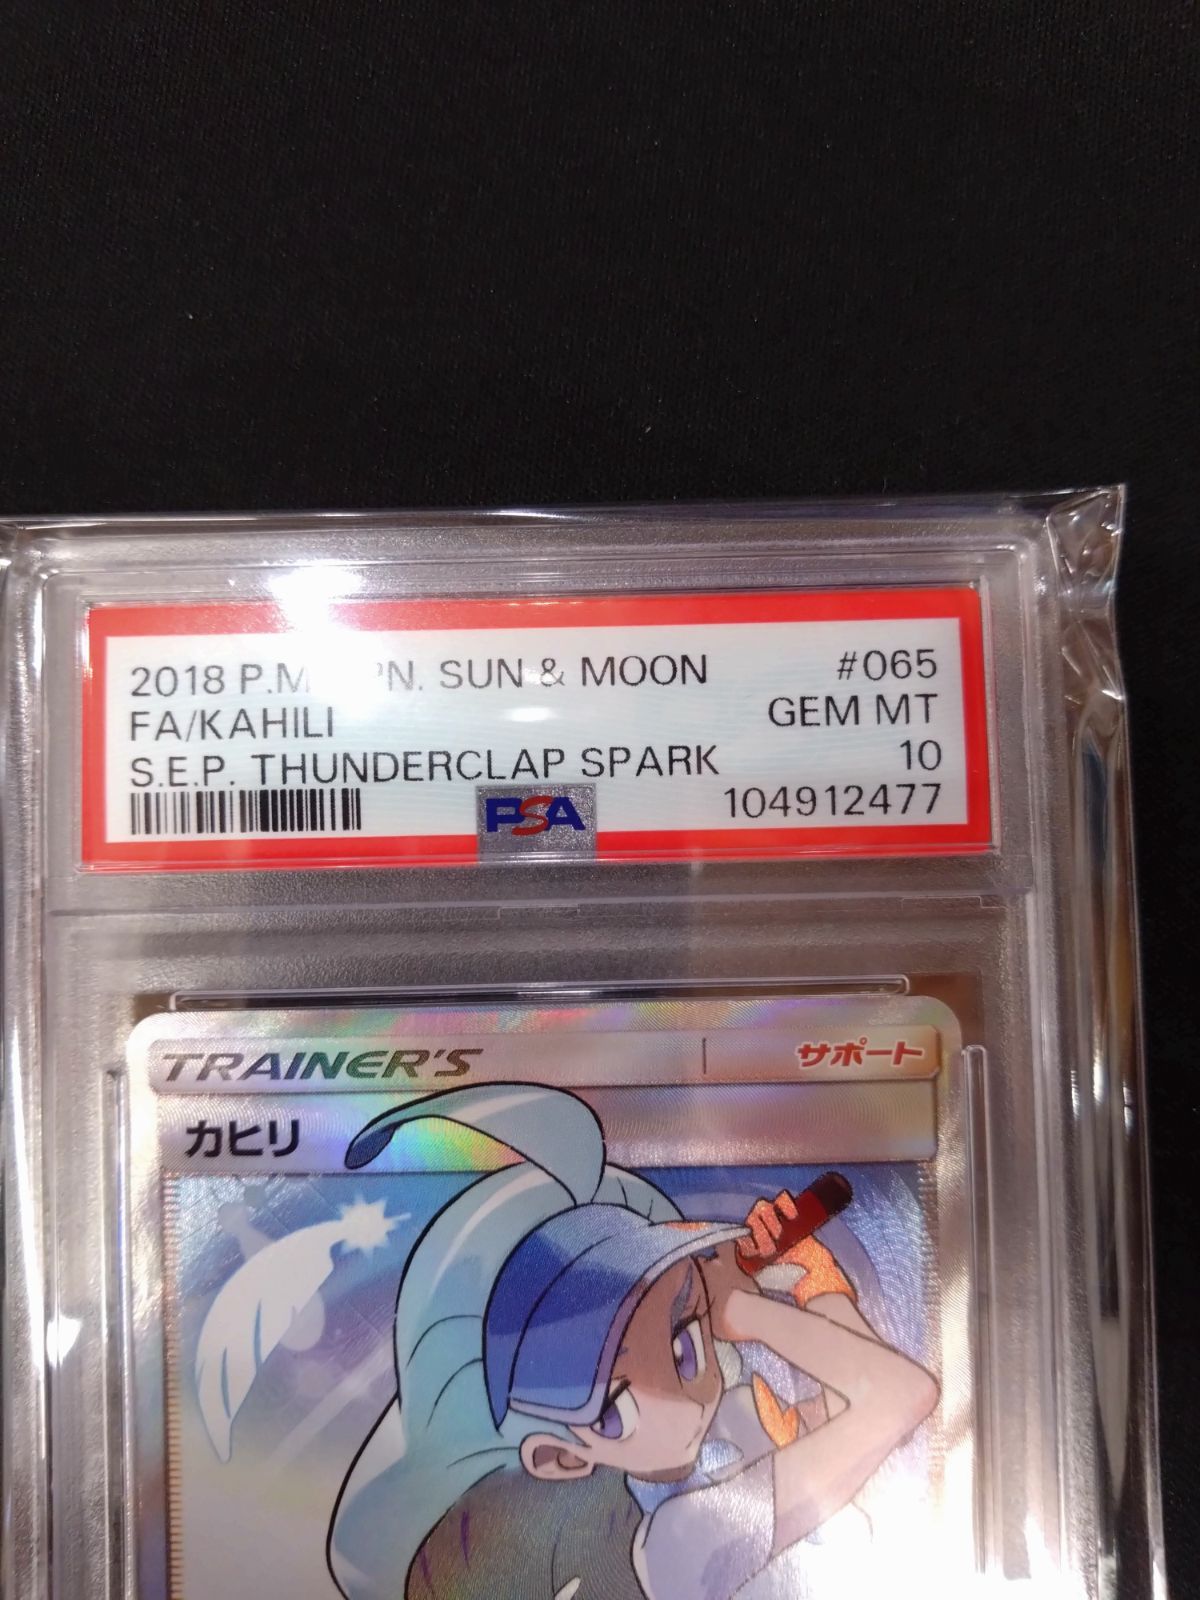 2018 P.M. JPN. SUN & MOON #065
FA/KAHILI GEM MT
S.E.P. THUNDERCLAP SPARK 10
PSA 104912477
TRAINER'S サポート
カヒリ